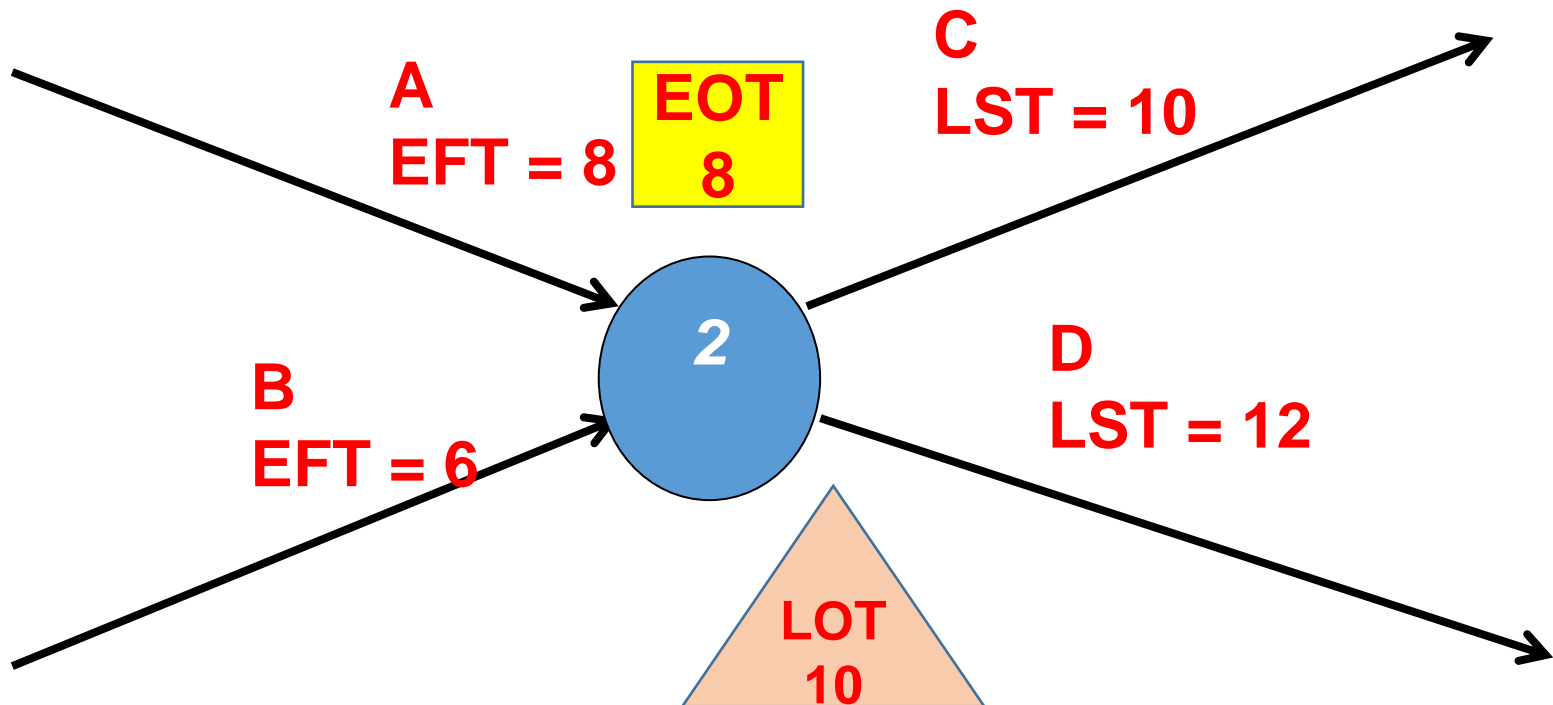 A
EFT = 8
EOT
8
C
LST = 10
2
B
EFT = 6
D
LST = 12
LOT
10